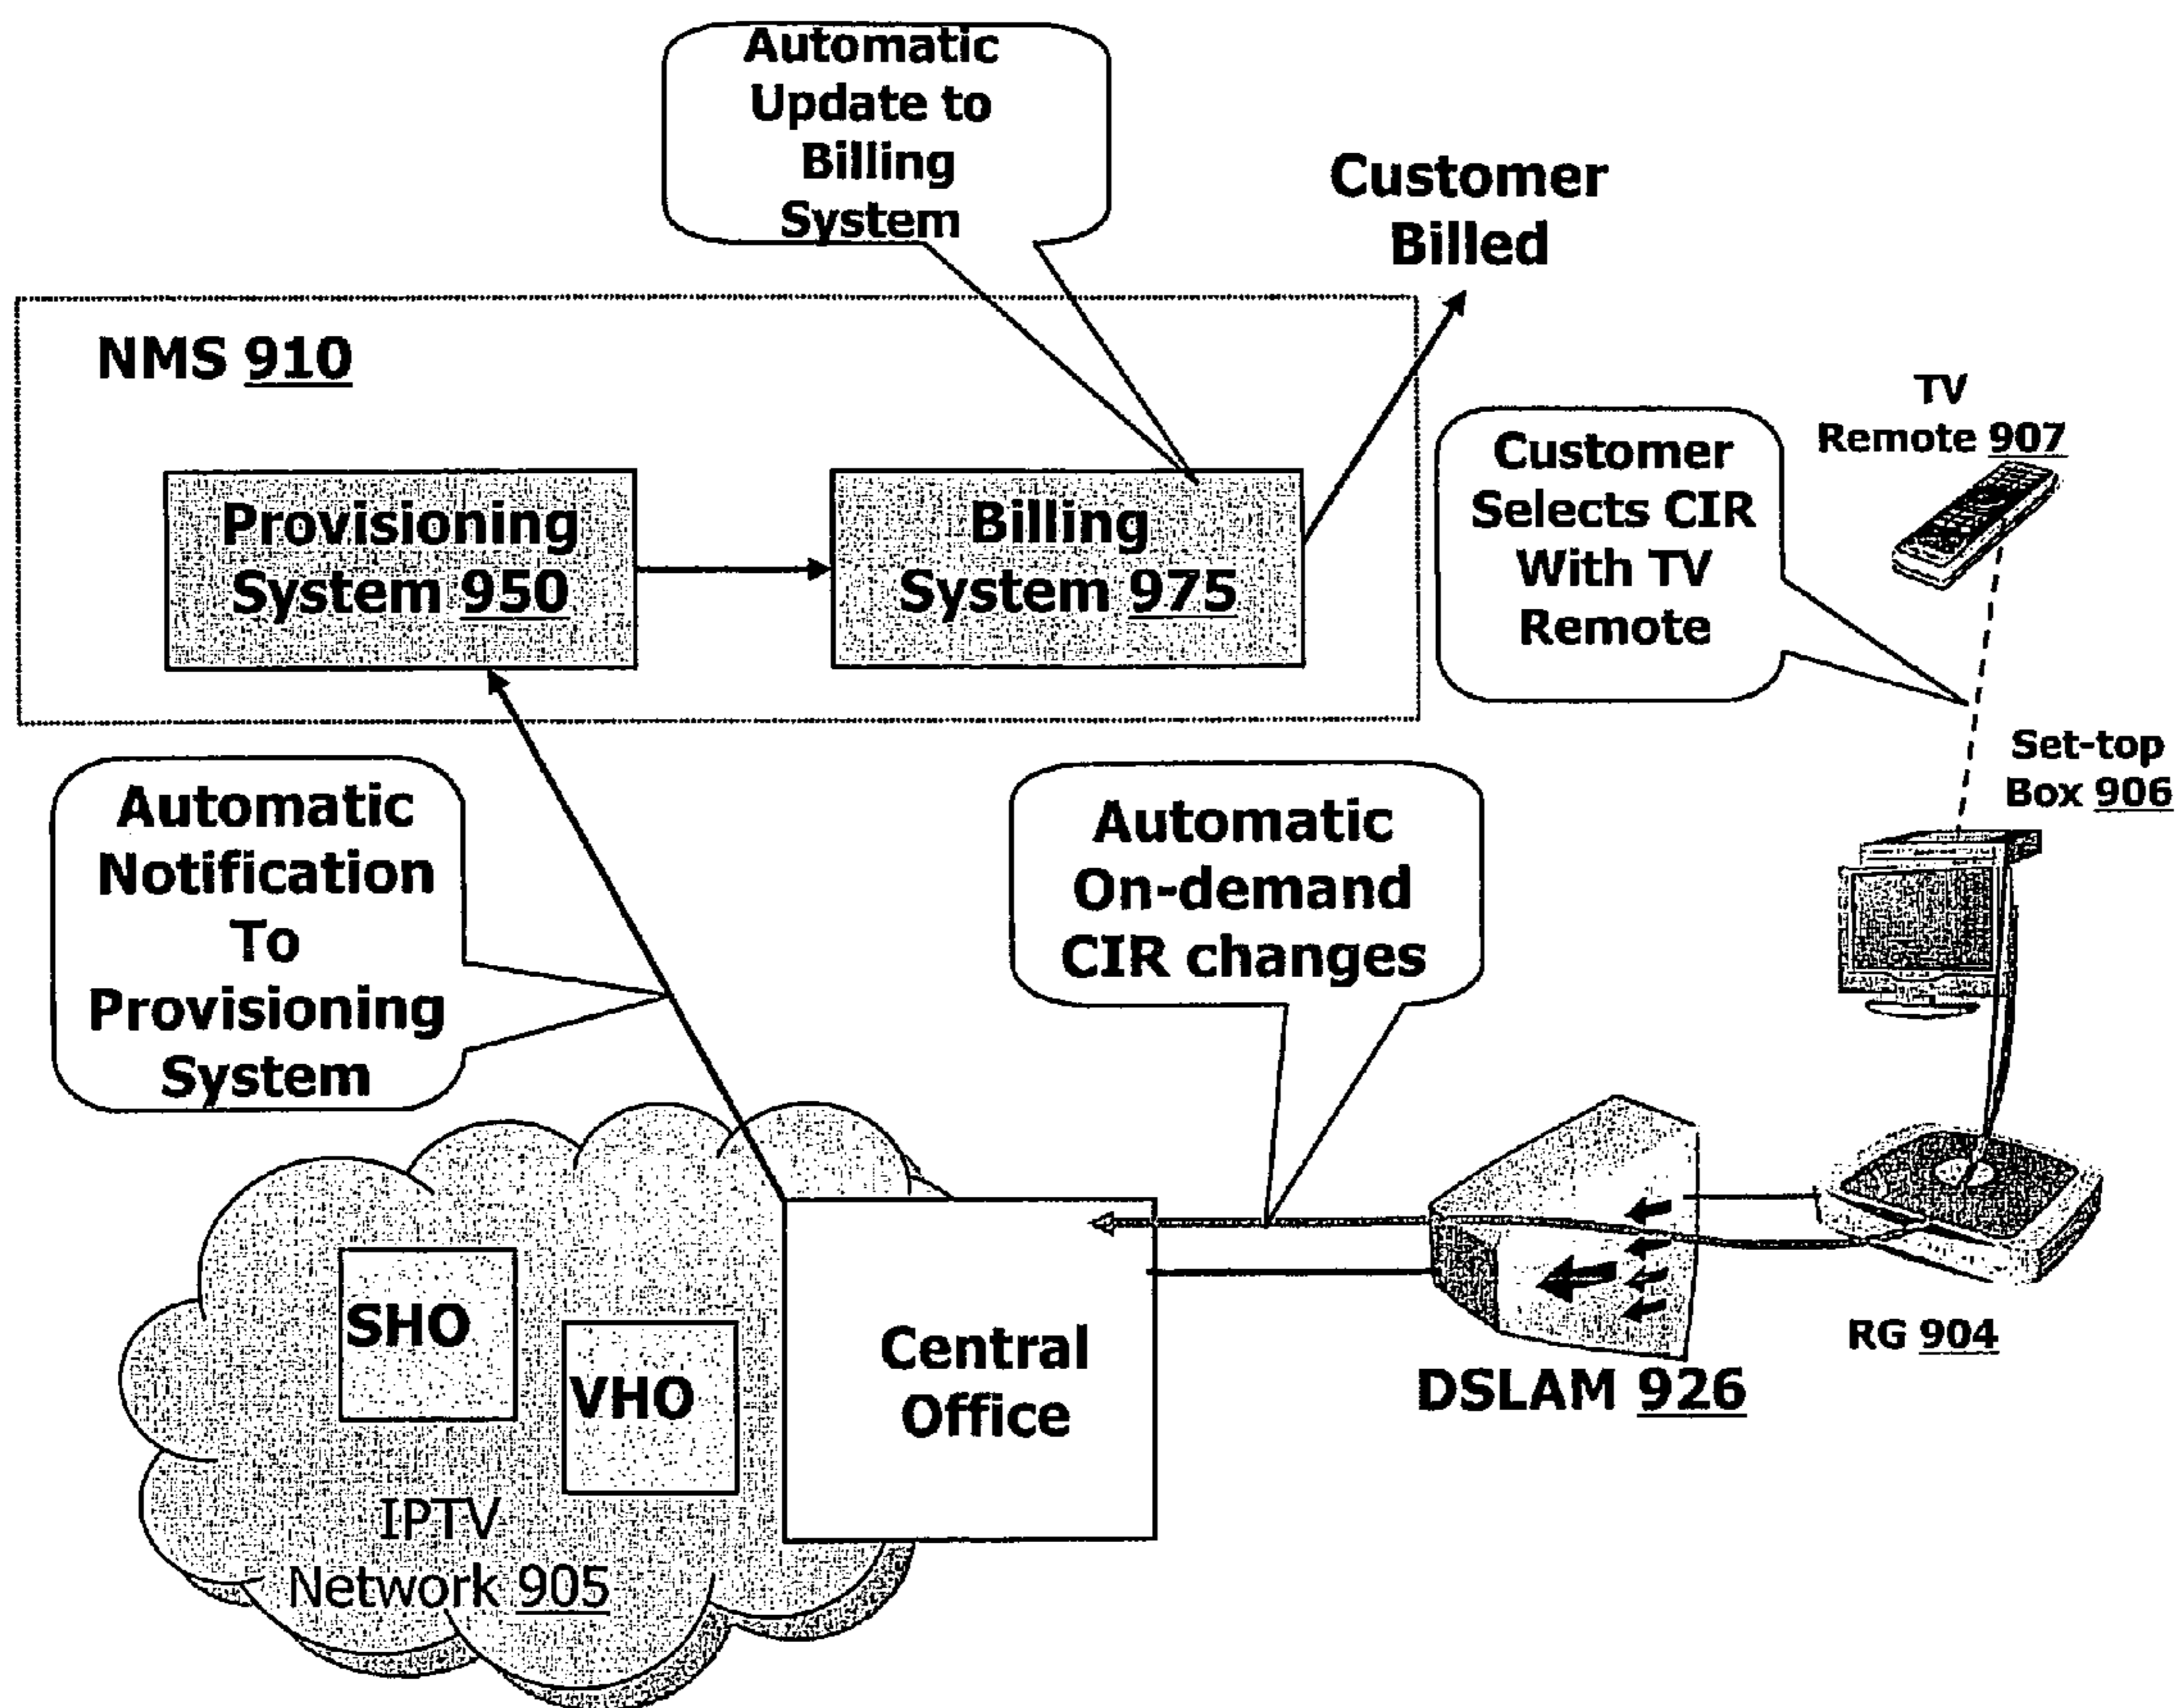 Automatic
Update to
Billing
System
Customer
Billed
NMS 910
Provisioning
System 950
Billing
System 975
Customer
Selects CIR
With TV
Remote
TV
Remote 907
Set-top
Box 906
Automatic
Notification
To
Provisioning
System
Automatic
On-demand
CIR changes
SHO
VHO
Central
Office
IPTV
Network 905
DSLAM 926
RG 904